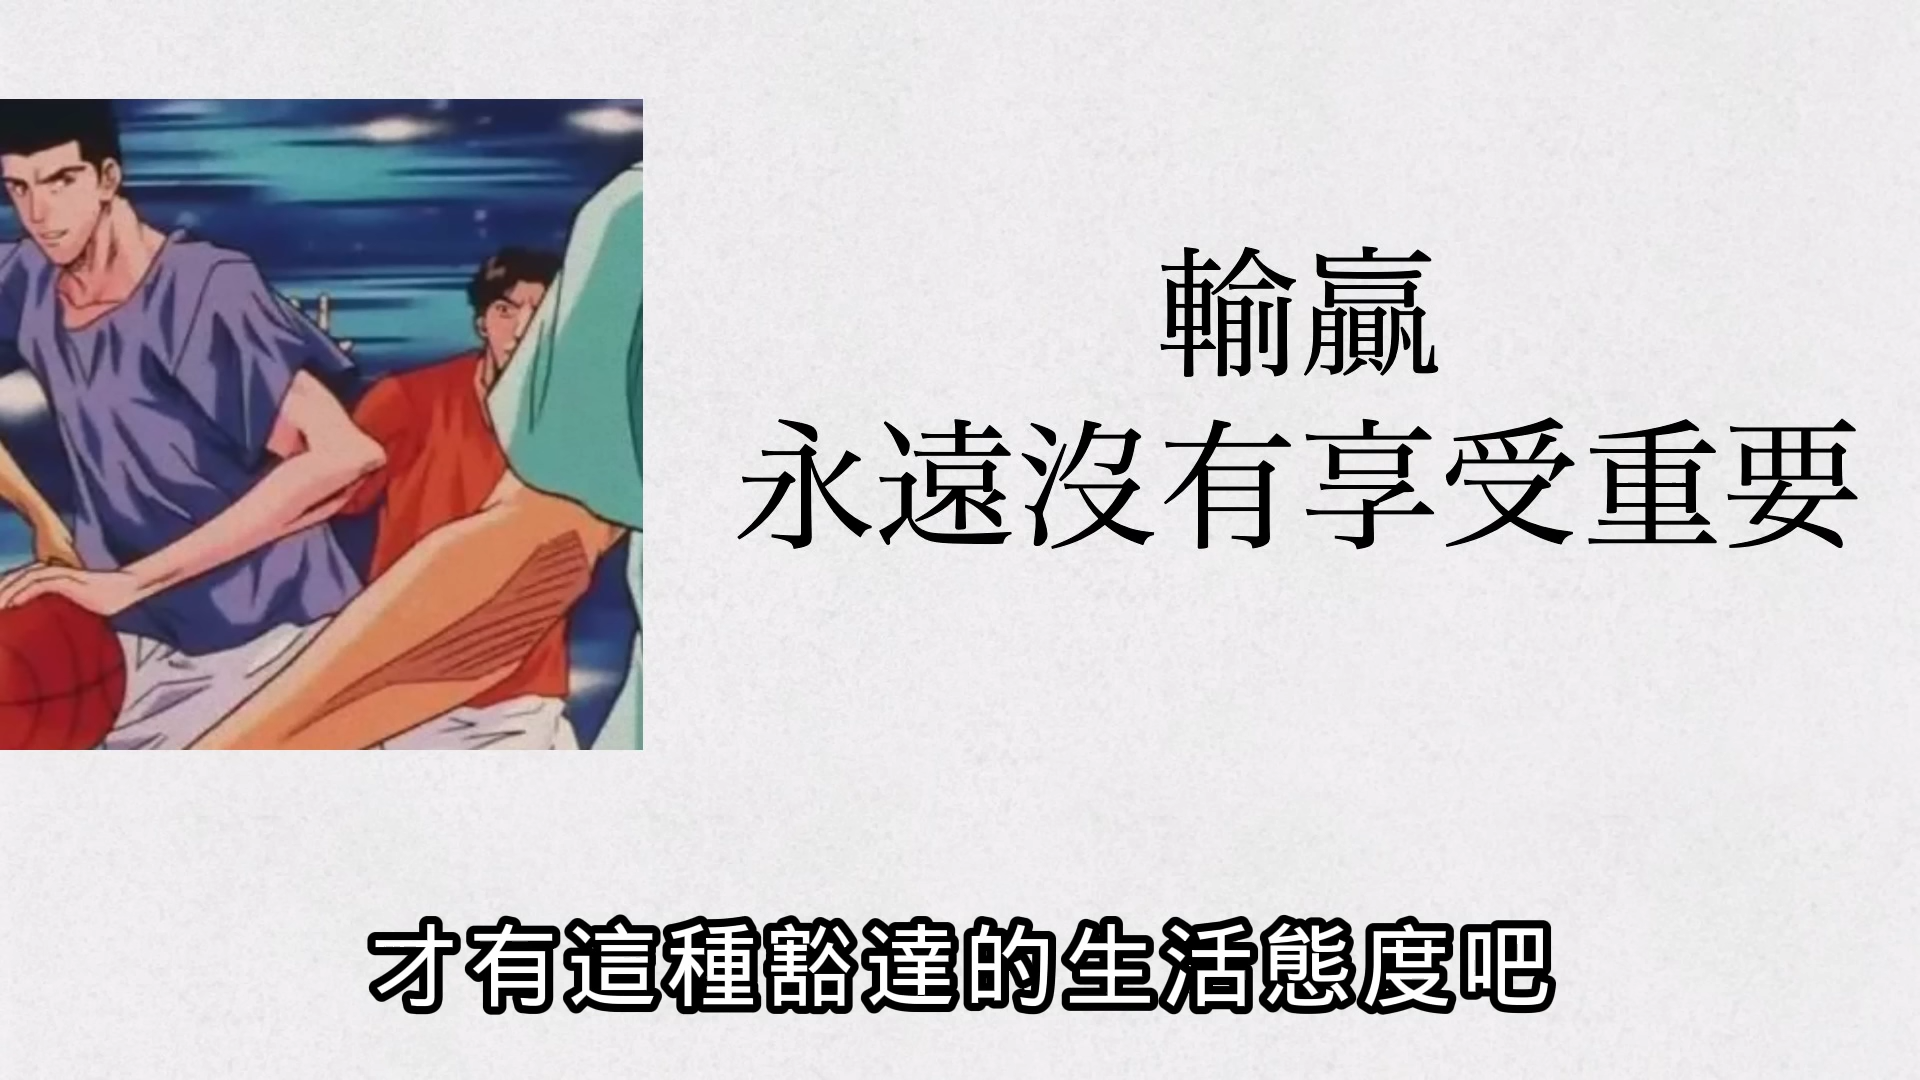 輸贏
永遠沒有享受重要
才有這種豁達的生活態度吧